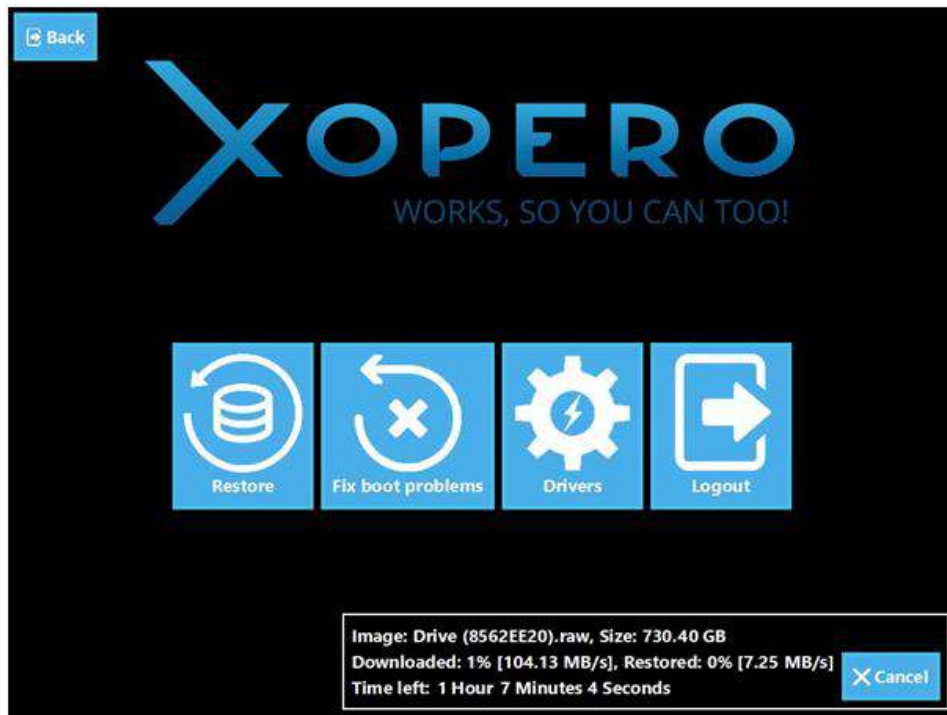 Back
XOPERO
WORKS, SO YOU CAN TOO!
Restore
Fix boot problems
Drivers
Logout
Image: Drive (8562EE20).raw, Size: 730.40 GB
Downloaded: 1% [104.13 MB/s], Restored: 0% [7.25 MB/s]
Time left: 1 Hour 7 Minutes 4 Seconds
Cancel